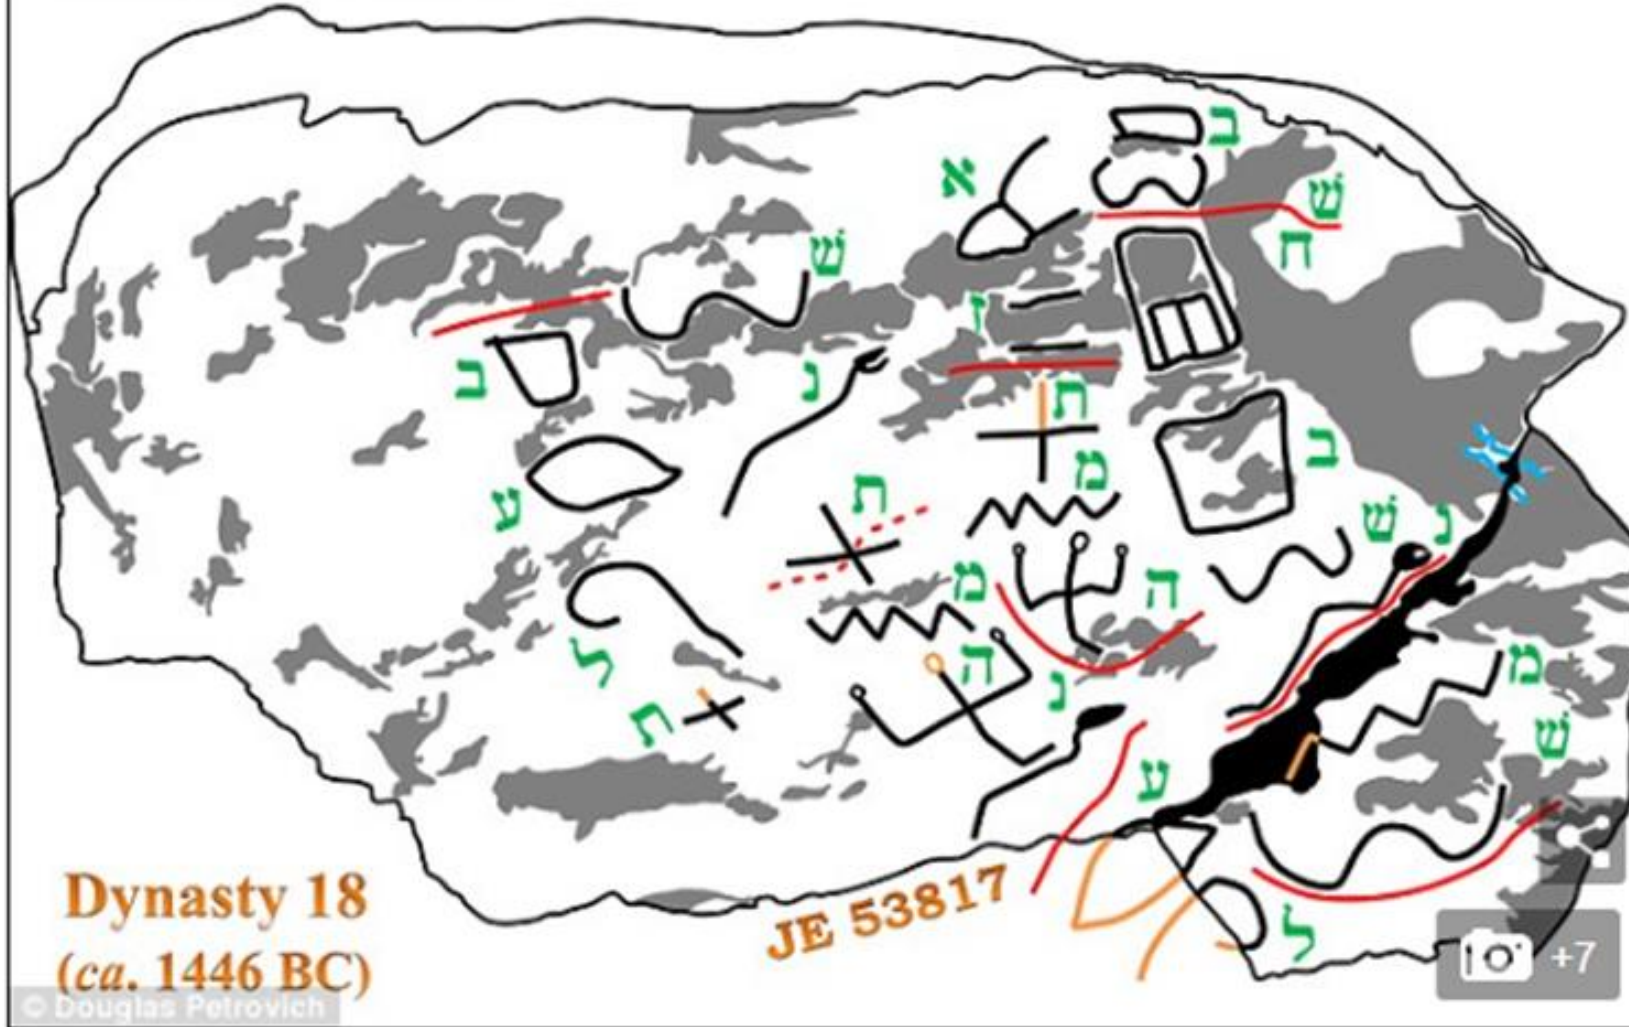 ב
א
שׁ
ח
שׁ
ז
ב
נ
ת
ב
מ
ע
ת
שׁ
נ
מ
ה
ל
ה
מ
נ
ת
שׁ
ע
ל
Dynasty 18
(ca. 1446 BC)
JE 53817
+7
© Douglas Petrovich